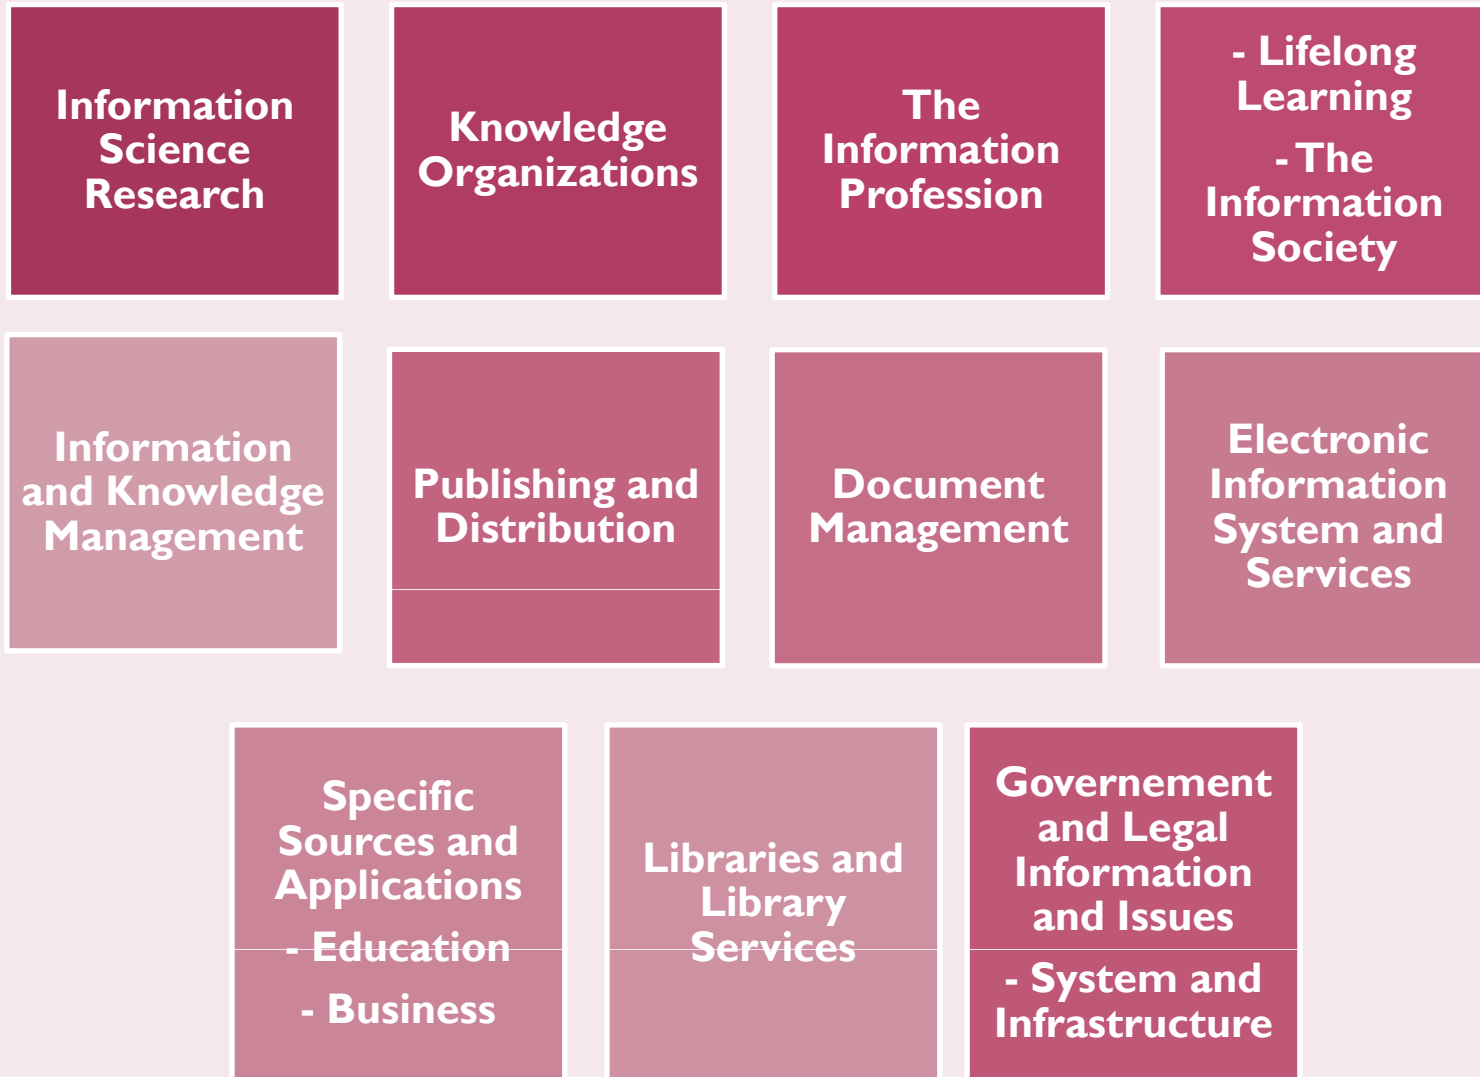 Information
Science
Research
Knowledge
Organizations
The
Information
Profession
- Lifelong
Learning
- The
Information
Society
Information
and Knowledge
Management
Publishing and
Distribution
Document
Management
Electronic
Information
System and
Services
Specific
Sources and
Applications
- Education
- Business
Libraries and
Library
Services
Governement
and Legal
Information
and Issues
- System and
Infrastructure